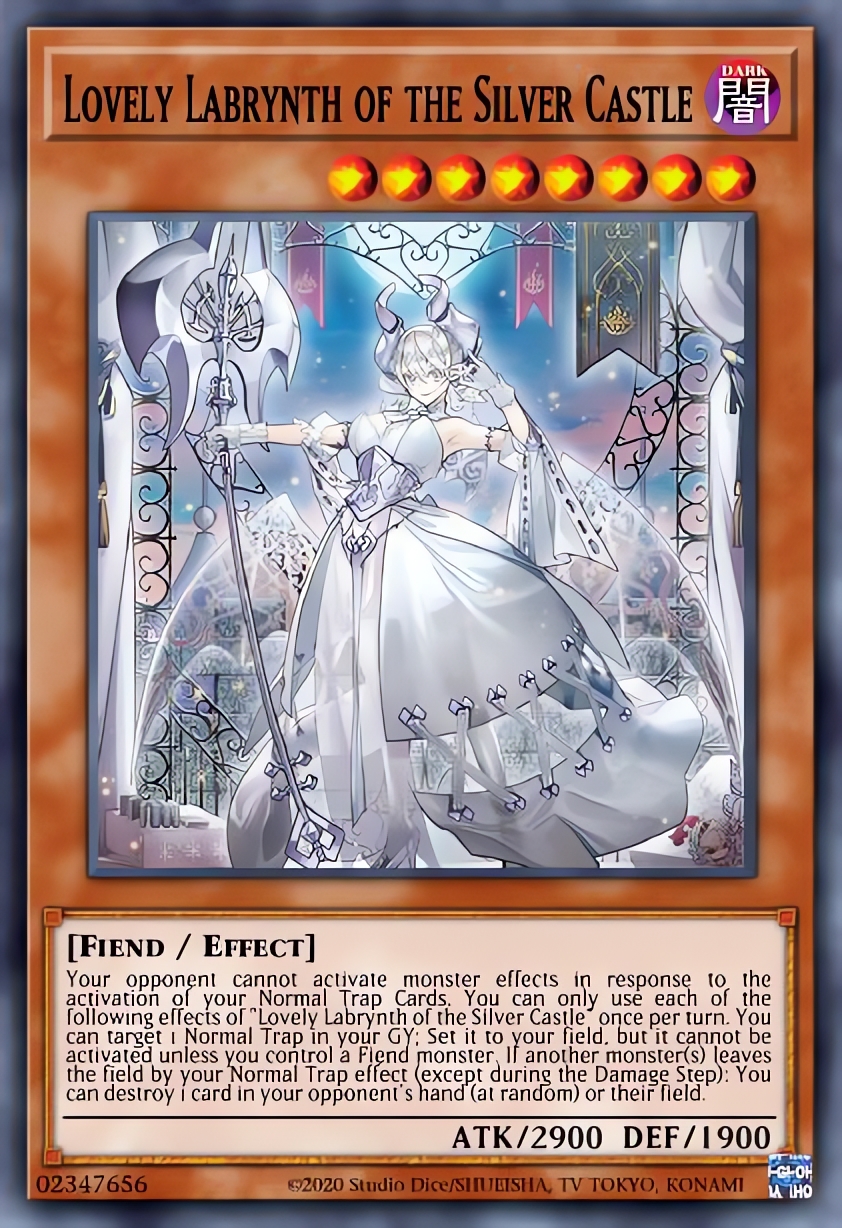 LOVELY LABRYNTH OF THE SILVER CASTLE
DARK
闇
[FIEND / EFFECT]
Your opponent cannot activate monster effects in response to the
activation of your Normal Trap Cards. You can only use each of the
following effects of "Lovely Labrynth of the Silver Castle" once per turn. You
can target 1 Normal Trap in your GY; Set it to your field, but it cannot be
activated unless you control a Fiend monster. If another monster(s) leaves
the field by your Normal Trap effect (except during the Damage Step): You
can destroy 1 card in your opponent's hand (at random) or their field.
ATK/2900 DEF/1900
02347656
©2020 Studio Dice/SHUEISHA, TV TOKYO, KONAMI